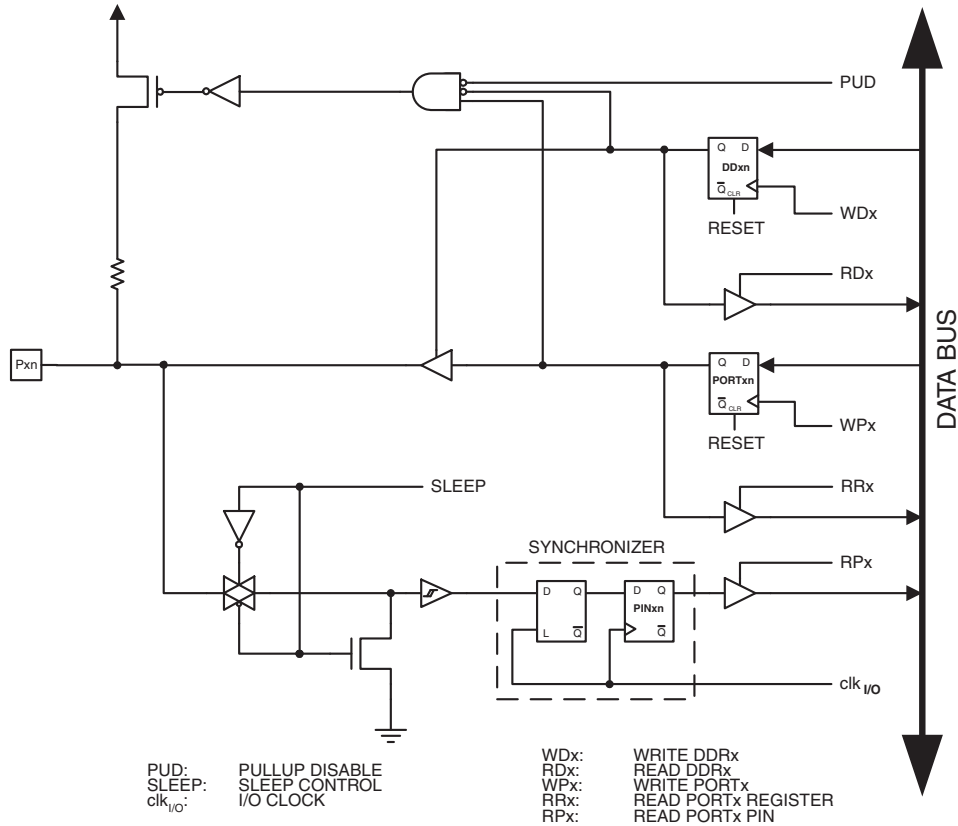 PUD
Q D
DDxn
Q CLR
WDx
RESET
RDx
Pxn
Q D
PORTxn
Q CLR
WPx
RESET
DATA BUS
SLEEP
RRx
SYNCHRONIZER
RPx
D Q
L Q
D Q
PINxn
Q
clk I/O
PUD: PULLUP DISABLE
SLEEP: SLEEP CONTROL
clkI/O: I/O CLOCK
WDx: WRITE DDRx
RDx: READ DDRx
WPx: WRITE PORTx
RRx: READ PORTx REGISTER
RPx: READ PORTx PIN